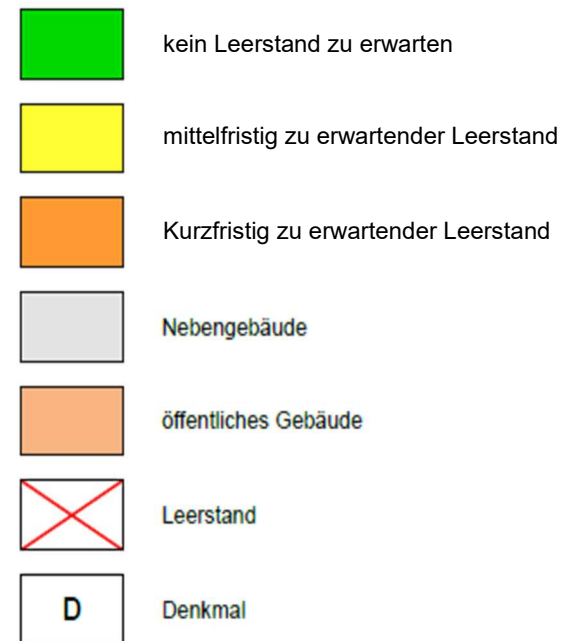 kein Leerstand zu erwarten
mittelfristig zu erwartender Leerstand
Kurzfristig zu erwartender Leerstand
Nebengebäude
öffentliches Gebäude
Leerstand
D Denkmal